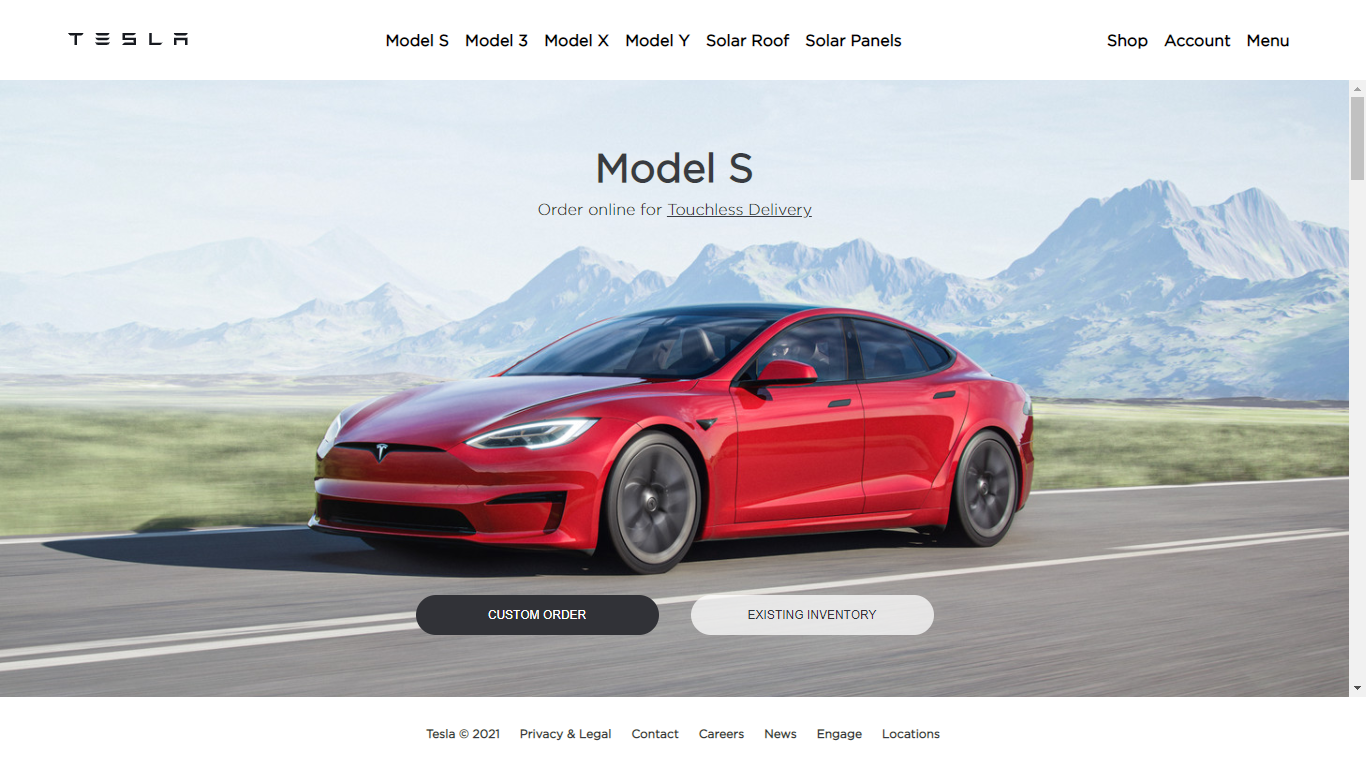 TESLA Model S Model 3 Model X Model Y Solar Roof Solar Panels Shop Account Menu
Model S
Order online for Touchless Delivery
CUSTOM ORDER EXISTING INVENTORY
Tesla © 2021 Privacy & Legal Contact Careers News Engage Locations